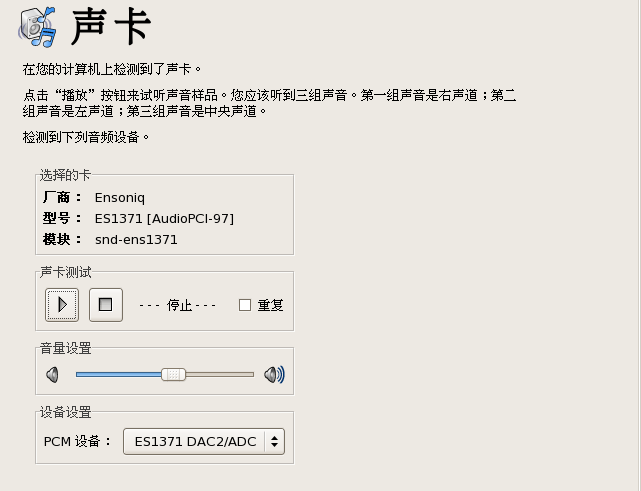 声卡
在您的计算机上检测到了声卡。
点击“播放”按钮来试听声音样品。您应该听到三组声音。第一组声音是右声道；第二
组声音是左声道；第三组声音是中央声道。
检测到下列音频设备。
选择的卡
厂商： Ensoniq
型号： ES1371 [AudioPCI-97]
模块： snd-ens1371
声卡测试
--- 停止--- 重复
音量设置
设备设置
PCM 设备： ES1371 DAC2/ADC